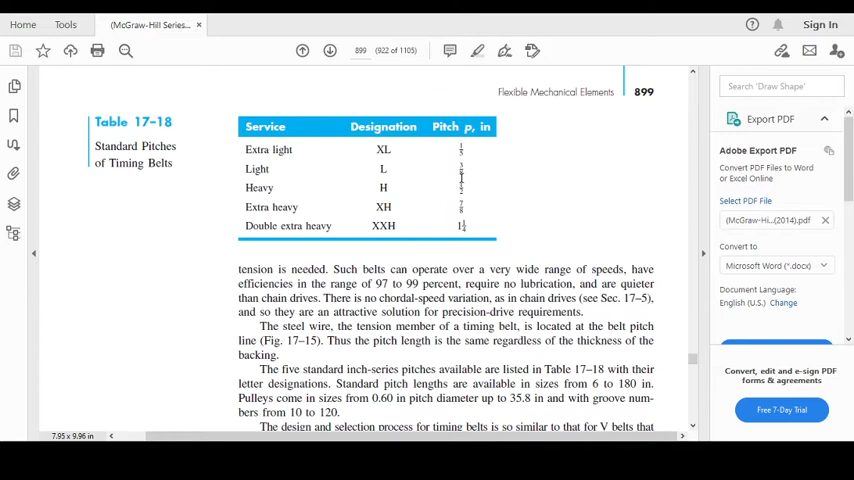 Home Tools (McGraw-Hill Series... × Sign In
899 (922 of 1105)
Flexible Mechanical Elements 899
Table 17–18
Standard Pitches
of Timing Belts
Service Designation Pitch p, in
Extra light XL 1/5
Light L
Heavy H 1/2
Extra heavy XH 7/8
Double extra heavy XXH 1 1/4
tension is needed. Such belts can operate over a very wide range of speeds, have
efficiencies in the range of 97 to 99 percent, require no lubrication, and are quieter
than chain drives. There is no chordal-speed variation, as in chain drives (see Sec. 17–5),
and so they are an attractive solution for precision-drive requirements.
The steel wire, the tension member of a timing belt, is located at the belt pitch
line (Fig. 17–15). Thus the pitch length is the same regardless of the thickness of the
backing.
The five standard inch-series pitches available are listed in Table 17–18 with their
letter designations. Standard pitch lengths are available in sizes from 6 to 180 in.
Pulleys come in sizes from 0.60 in pitch diameter up to 35.8 in and with groove num-
bers from 10 to 120.
The design and selection process for timing belts is so similar to that for V belts that
7.95 x 9.96 in
Search 'Draw Shape'
Export PDF
Adobe Export PDF
Convert PDF Files to Word
or Excel Online
Select PDF File
(McGraw-Hi...(2014).pdf ×
Convert to
Microsoft Word (*.docx)
Document Language:
English (U.S.) Change
Convert, edit and e-sign PDF
forms & agreements
Free 7-Day Trial